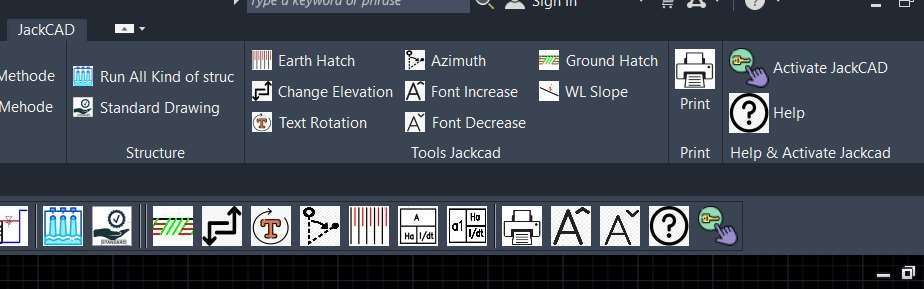 Type a keyword or phrase
Sign In
JackCAD
Methode
Mehode
Run All Kind of struc
Standard Drawing
Structure
Earth Hatch
Change Elevation
Text Rotation
Azimuth
Font Increase
Font Decrease
Ground Hatch
WL Slope
Tools Jackcad
Print
Print
Activate JackCAD
Help
Help & Activate Jackcad
STANDARD
A
Ha I/dt
a1 Ha
I/dt